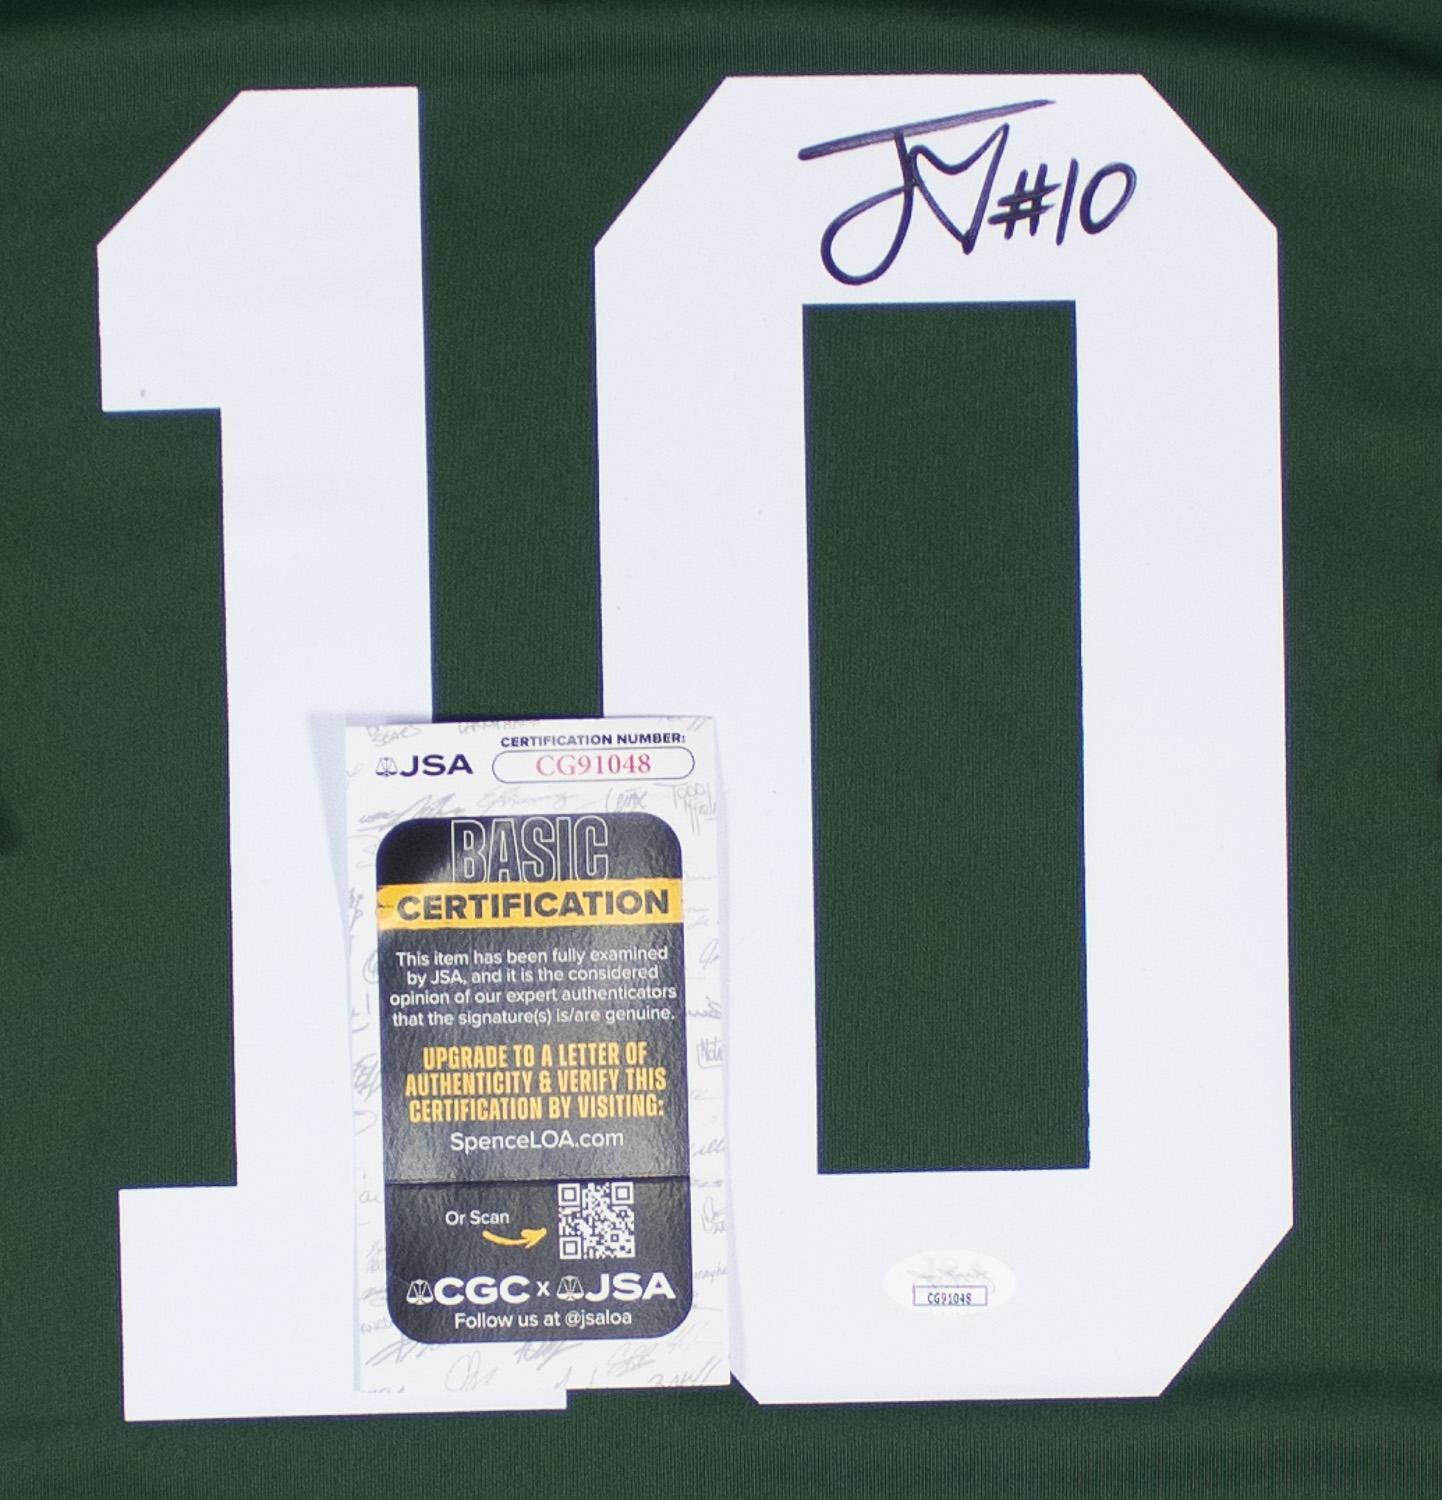 10
#10
JSA
CERTIFICATION NUMBER:
CG91048
BASIC
CERTIFICATION
This item has been fully examined
by JSA, and it is the considered
opinion of our expert authenticators
that the signature(s) is/are genuine.
UPGRADE TO A LETTER OF
AUTHENTICITY & VERIFY THIS
CERTIFICATION BY VISITING:
SpenceLOA.com
Or Scan
CGC x JSA
Follow us at @jsaloa
CG91048